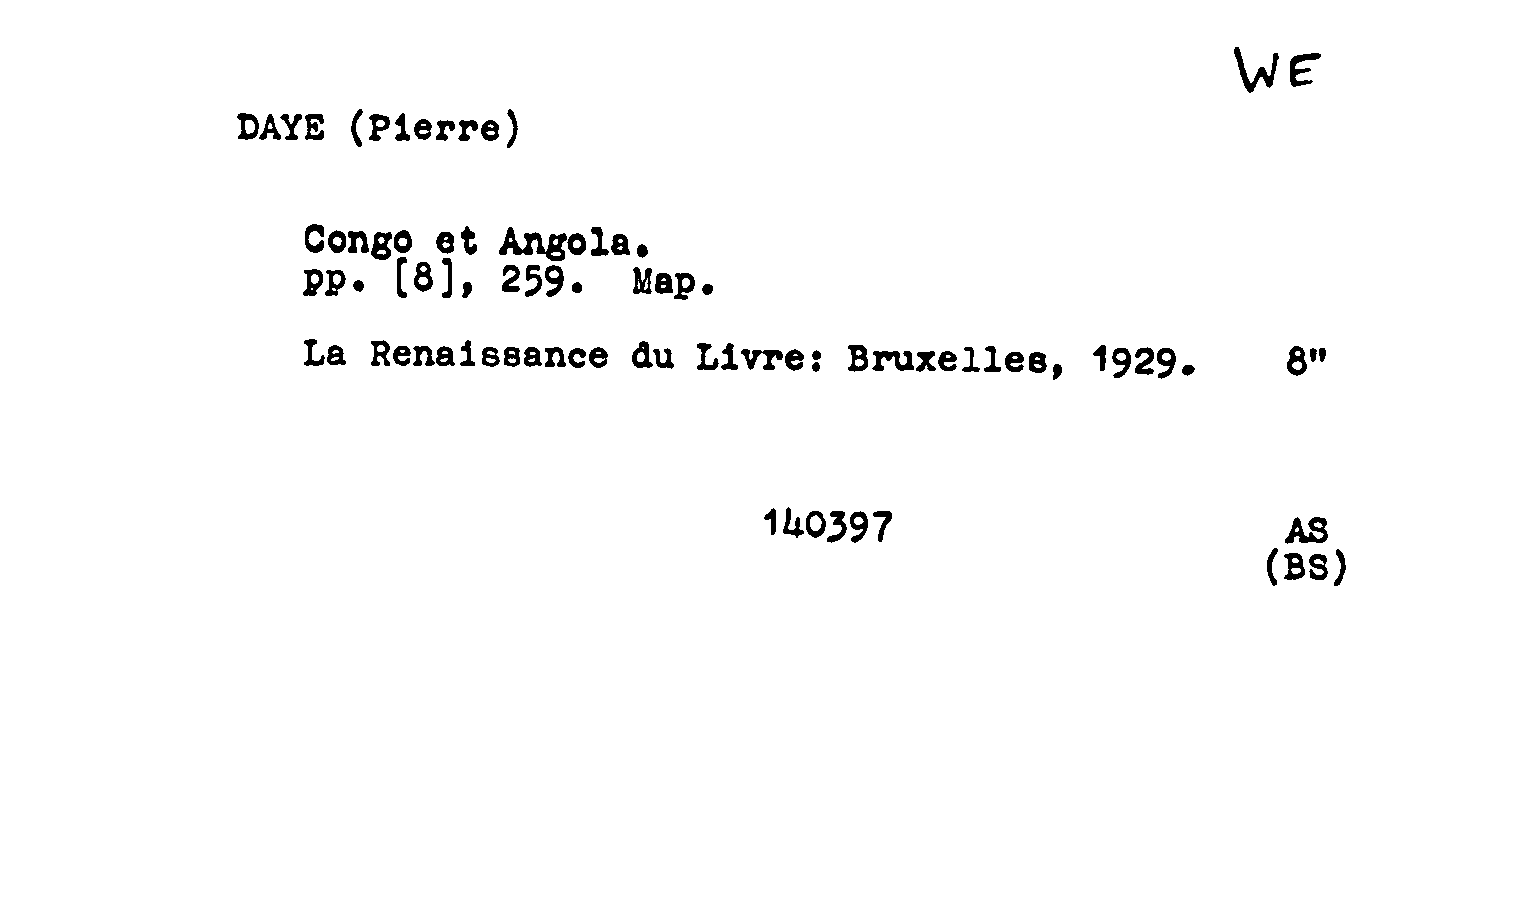 WE
DAYE (Pierre)
Congo et Angola.
pp. [8], 259. Map.
La Renaissance du Livre: Bruxelles, 1929. 8"
140397 AS
(BS)